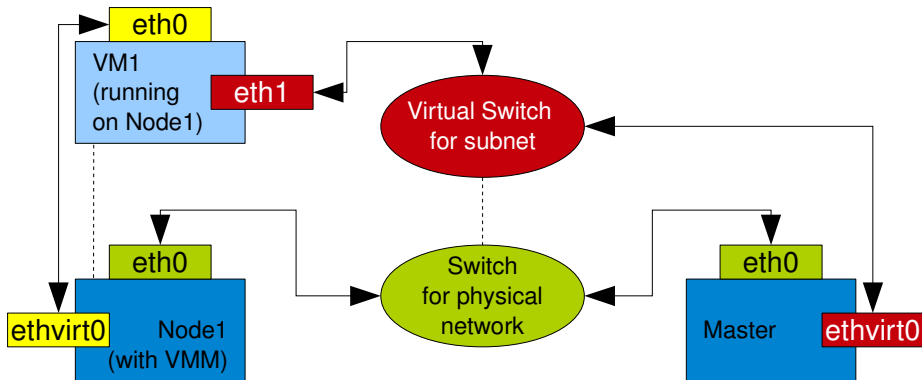 eth0
VM1
(running
on Node1)
eth1
Virtual Switch
for subnet
eth0
Switch
for physical
network
eth0
ethvirt0
Node1
(with VMM)
Master
ethvirt0